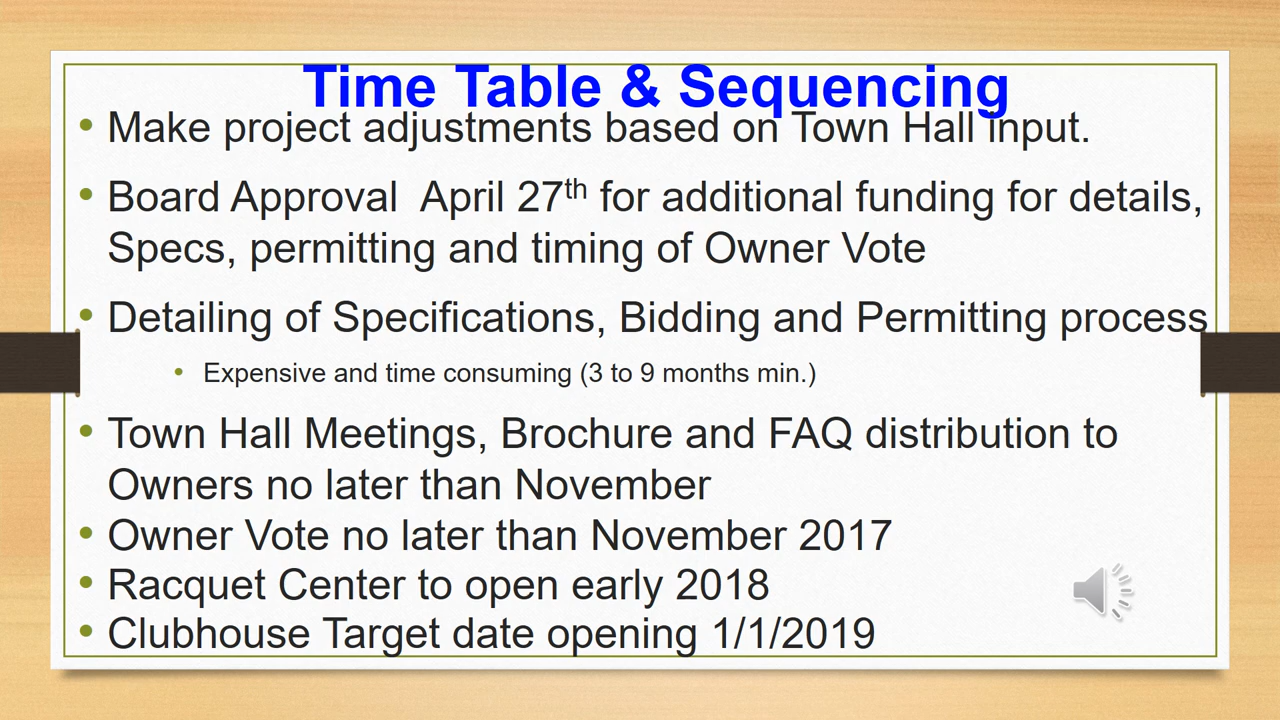 Time Table & Sequencing
• Make project adjustments based on Town Hall input.
• Board Approval  April 27th for additional funding for details,
Specs, permitting and timing of Owner Vote
• Detailing of Specifications, Bidding and Permitting process
• Expensive and time consuming (3 to 9 months min.)
• Town Hall Meetings, Brochure and FAQ distribution to
Owners no later than November
• Owner Vote no later than November 2017
• Racquet Center to open early 2018
• Clubhouse Target date opening 1/1/2019